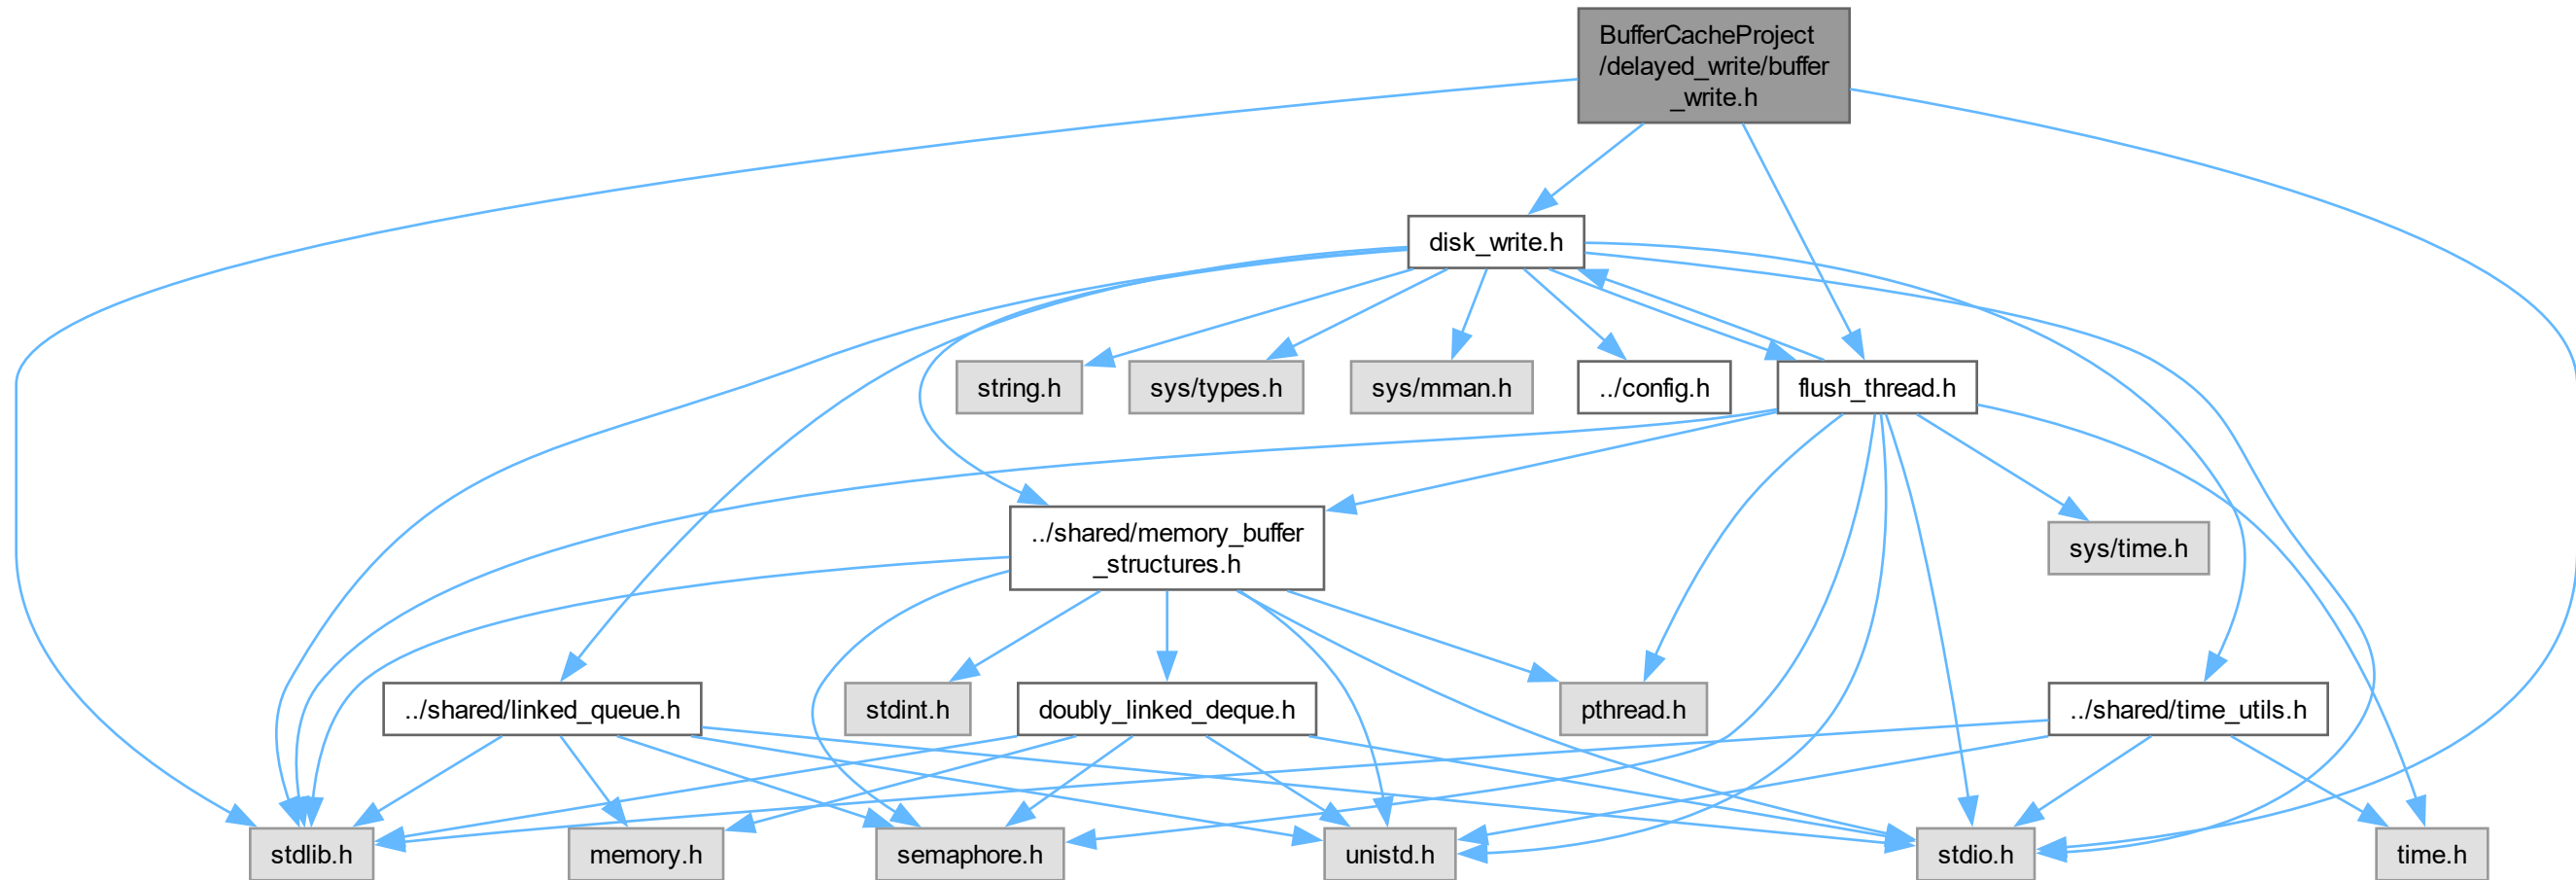 BufferCacheProject
/delayed_write/buffer
_write.h
disk_write.h
string.h
sys/types.h
sys/mman.h
../config.h
flush_thread.h
../shared/memory_buffer
_structures.h
sys/time.h
../shared/linked_queue.h
stdint.h
doubly_linked_deque.h
pthread.h
../shared/time_utils.h
stdlib.h
memory.h
semaphore.h
unistd.h
stdio.h
time.h